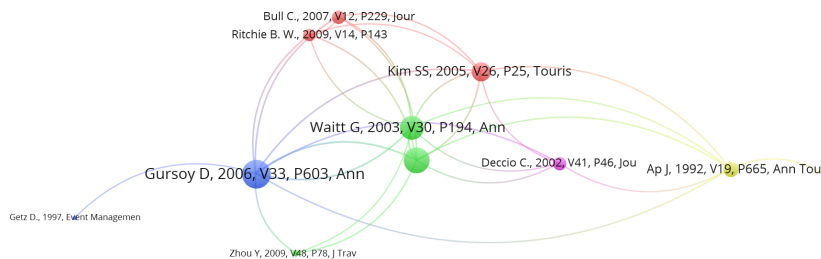 Bull C., 2007, V12, P229, Jour
Ritchie B. W., 2009, V14, P143
Kim SS, 2005, V26, P25, Touris
Waitt G, 2003, V30, P194, Ann
Deccio C., 2002, V41, P46, Jou
Ap J, 1992, V19, P665, Ann Tou
Gursoy D, 2006, V33, P603, Ann
Getz D., 1997, Event Managemen
Zhou Y, 2009, V48, P78, J Trav